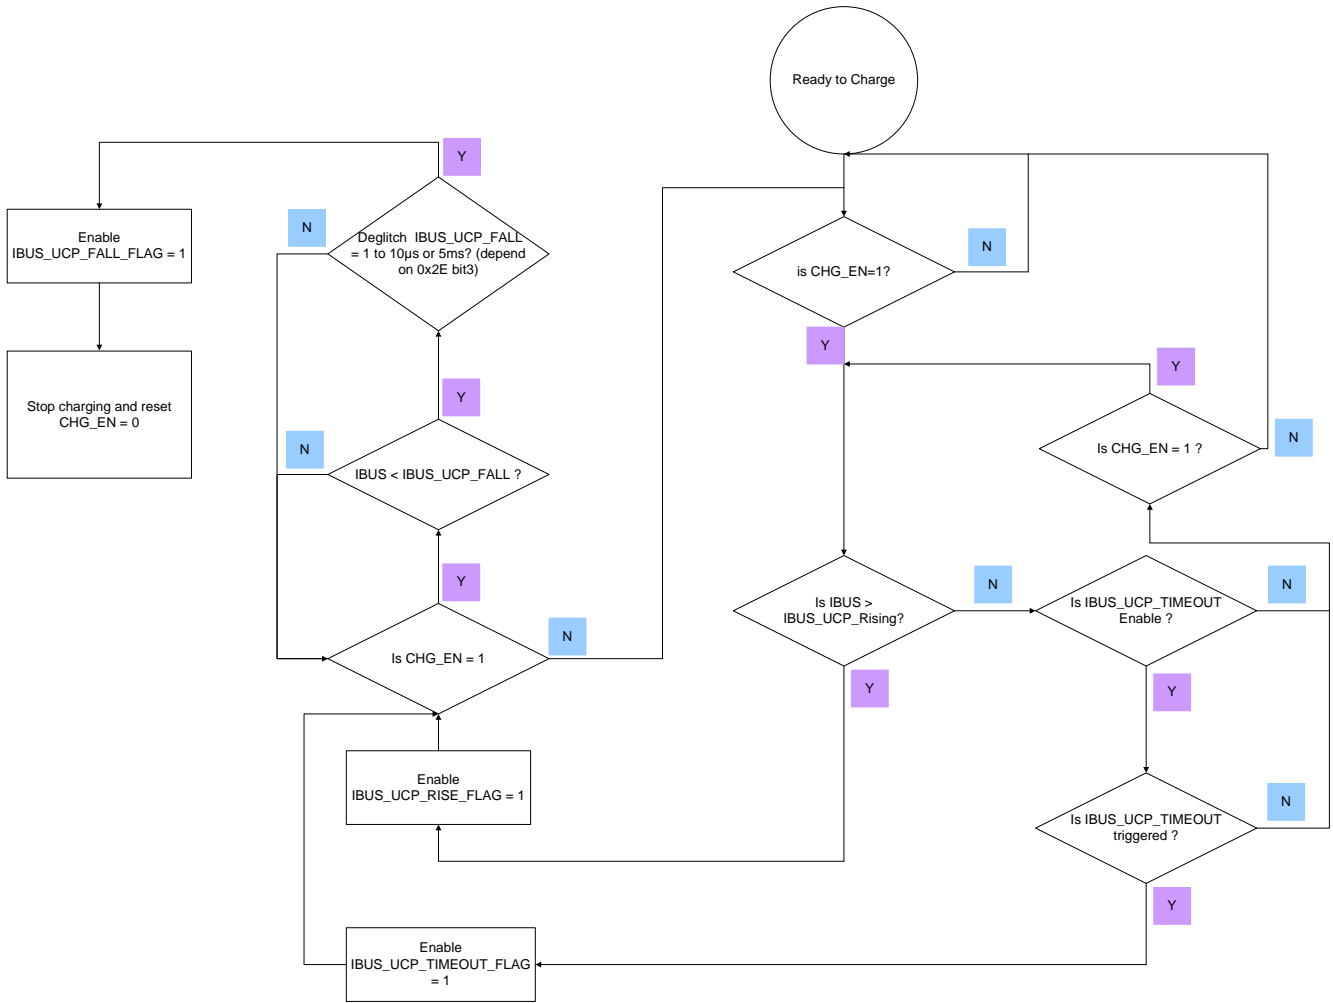 Ready to Charge
Y
N
Deglitch IBUS_UCP_FALL
= 1 to 10µs or 5ms? (depend
on 0x2E bit3)
Enable
IBUS_UCP_FALL_FLAG = 1
Stop charging and reset
CHG_EN = 0
Y
N
IBUS < IBUS_UCP_FALL ?
Y
Is CHG_EN = 1
N
Enable
IBUS_UCP_RISE_FLAG = 1
Enable
IBUS_UCP_TIMEOUT_FLAG
= 1
is CHG_EN=1?
N
Y
Y
Is CHG_EN = 1 ?
N
Is IBUS >
IBUS_UCP_Rising?
N
Y
Is IBUS_UCP_TIMEOUT
Enable ?
N
Y
Is IBUS_UCP_TIMEOUT
triggered ?
N
Y